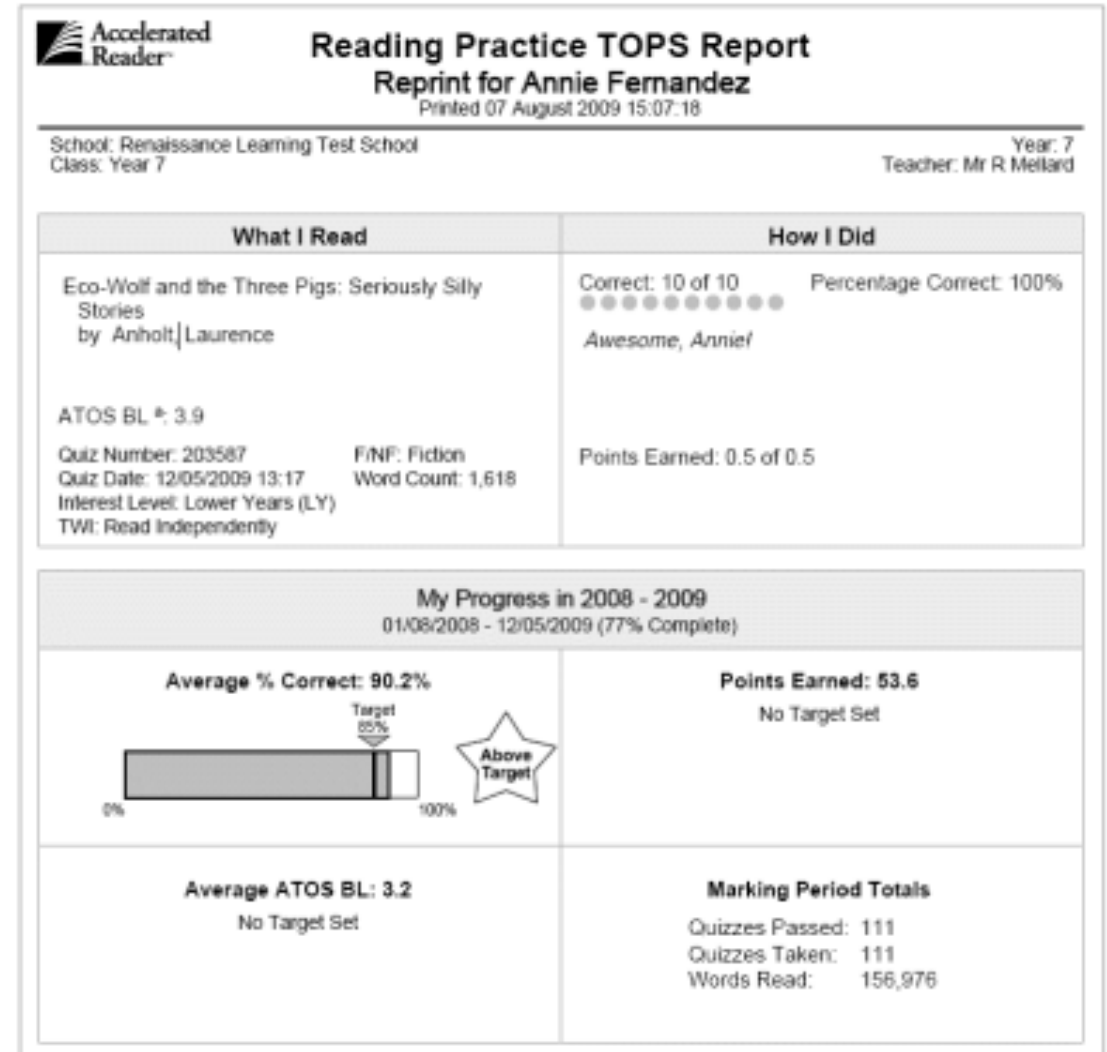 Accelerated
Reader™
Reading Practice TOPS Report
Reprint for Annie Fernandez
Printed 07 August 2009 15:07:18
School: Renaissance Learning Test School
Year: 7
Class: Year 7
Teacher: Mr R Mellard
What I Read
How I Did
Eco-Wolf and the Three Pigs: Seriously Silly
Stories
by Anholt, Laurence
Correct: 10 of 10 Percentage Correct: 100%
Awesome, Annie!
ATOS BL *: 3.9
Quiz Number: 203587 F/NF: Fiction
Quiz Date: 12/05/2009 13:17 Word Count: 1,618
Interest Level: Lower Years (LY)
TWI: Read Independently
Points Earned: 0.5 of 0.5
My Progress in 2008 - 2009
01/08/2008 - 12/05/2009 (77% Complete)
Average % Correct: 90.2%
Target
85%
Above
Target
0% 100%
Points Earned: 53.6
No Target Set
Average ATOS BL: 3.2
No Target Set
Marking Period Totals
Quizzes Passed: 111
Quizzes Taken: 111
Words Read: 156,976